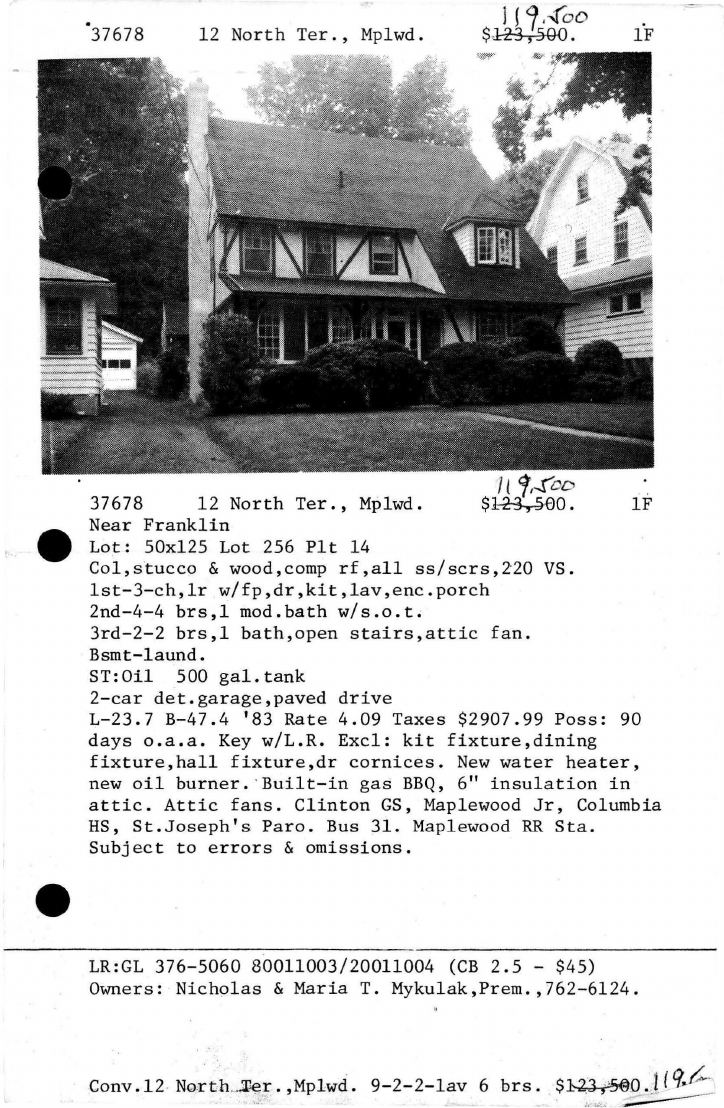 119.500
37678 12 North Ter., Mplwd. $123,500. 1F
119.500
37678 12 North Ter., Mplwd. $123,500. 1F
Near Franklin
Lot: 50x125 Lot 256 Plt 14
Col,stucco & wood,comp rf,all ss/scrs,220 VS.
1st-3-ch,lr w/fp,dr,kit,lav,enc.porch
2nd-4-4 brs,1 mod.bath w/s.o.t.
3rd-2-2 brs,1 bath,open stairs,attic fan.
Bsmt-laund.
ST:Oil 500 gal.tank
2-car det.garage,paved drive
L-23.7 B-47.4 '83 Rate 4.09 Taxes $2907.99 Poss: 90
days o.a.a. Key w/L.R. Excl: kit fixture,dining
fixture,hall fixture,dr cornices. New water heater,
new oil burner. Built-in gas BBQ, 6" insulation in
attic. Attic fans. Clinton GS, Maplewood Jr, Columbia
HS, St.Joseph's Paro. Bus 31. Maplewood RR Sta.
Subject to errors & omissions.
LR:GL 376-5060 80011003/20011004 (CB 2.5 - $45)
Owners: Nicholas & Maria T. Mykulak,Prem.,762-6124.
Conv.12 North Ter.,Mplwd. 9-2-2-lav 6 brs. $123,500. 119.5